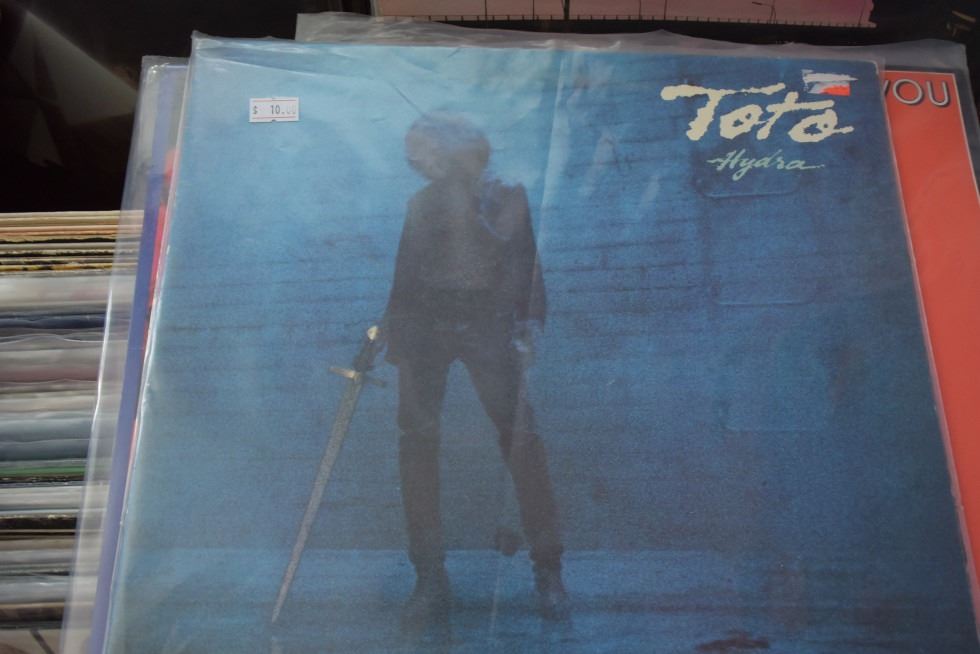 $ 10.00
Toto
Hydra
YOU